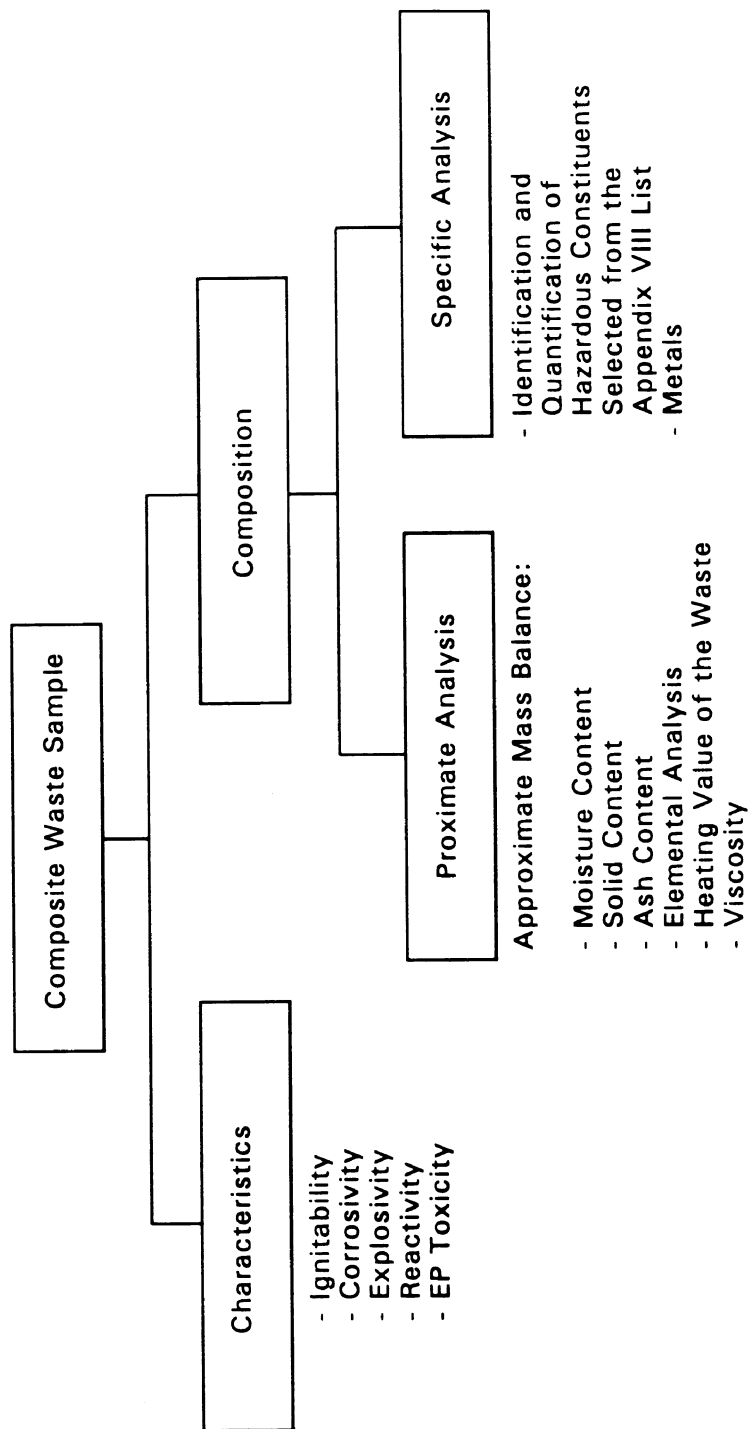 Composite Waste Sample
Characteristics
- Ignitability
- Corrosivity
- Explosivity
- Reactivity
- EP Toxicity
Composition
Proximate Analysis
Approximate Mass Balance:
- Moisture Content
- Solid Content
- Ash Content
- Elemental Analysis
- Heating Value of the Waste
- Viscosity
Specific Analysis
- Identification and
Quantification of
Hazardous Constituents
Selected from the
Appendix VIII List
- Metals